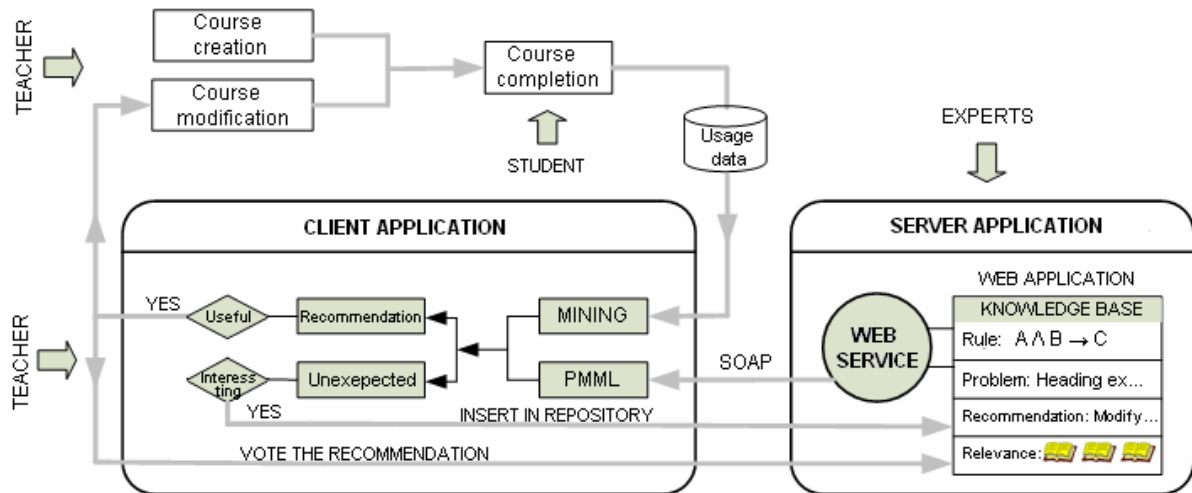 TEACHER
Course
creation
Course
modification
Course
completion
STUDENT
Usage
data
EXPERTS
CLIENT APPLICATION
SERVER APPLICATION
WEB APPLICATION
KNOWLEDGE BASE
Rule: A Λ B → C
Problem: Heading ex...
Recommendation: Modify...
Relevance:
WEB
SERVICE
SOAP
MINING
PMML
Recommendation
Unexepected
Useful
Interess
ting
YES
YES
INSERT IN REPOSITORY
VOTE THE RECOMMENDATION
TEACHER